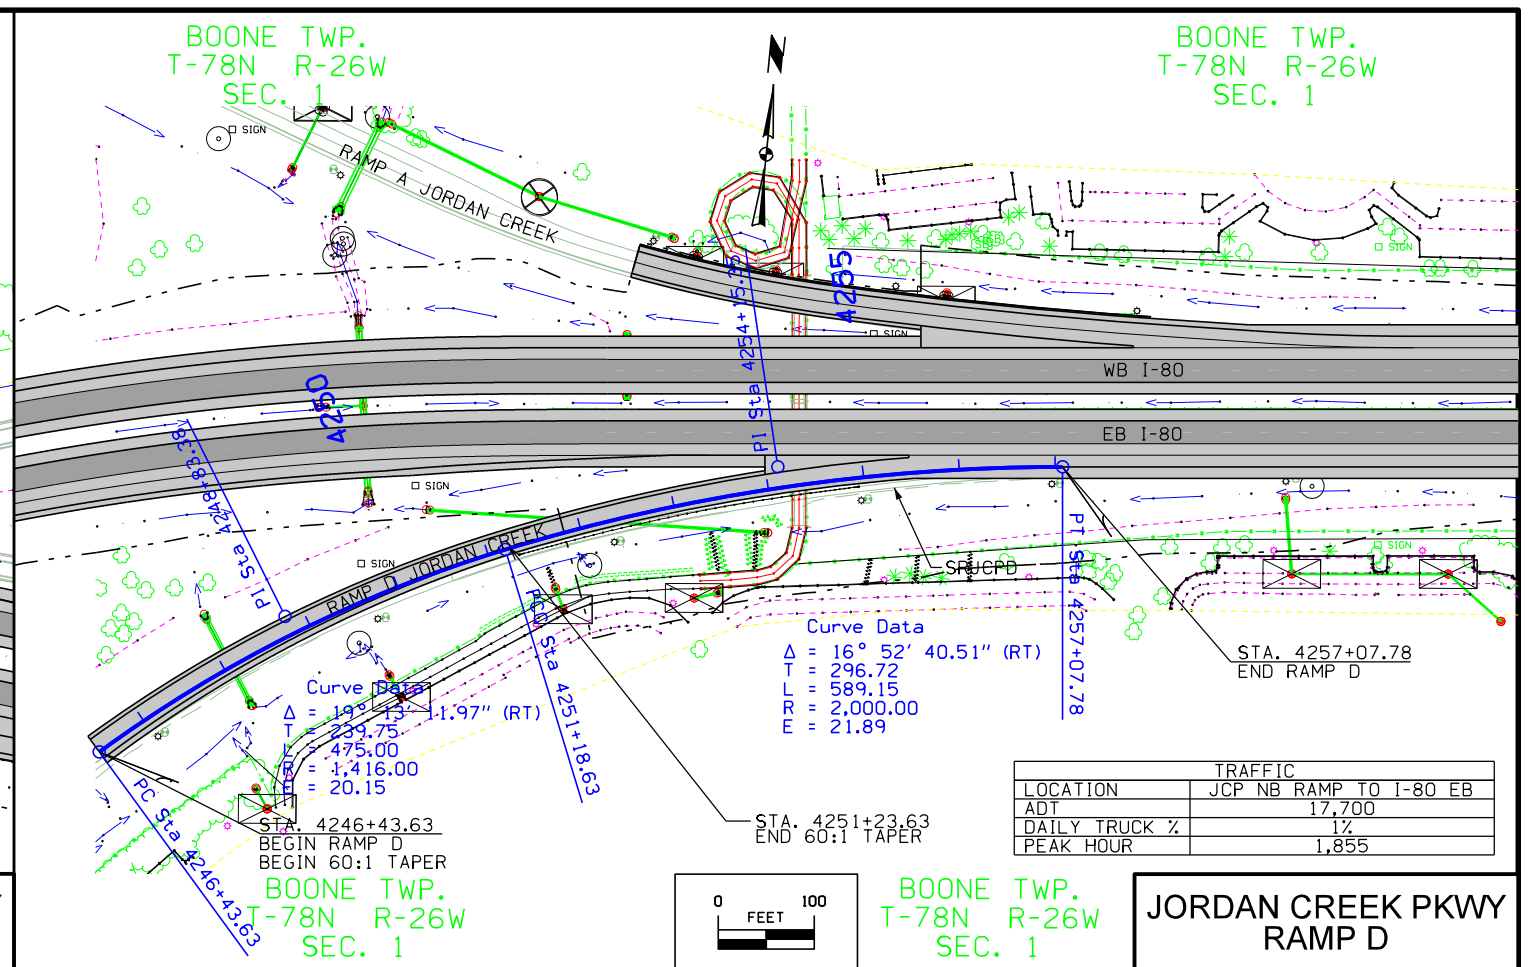 BOONE TWP.
T-78N R-26W
SEC. 1
BOONE TWP.
T-78N R-26W
SEC. 1
N
SIGN
RAMP A JORDAN CREEK
SIGN
4255
SIGN
PI Sta 4254+15.35
WB I-80
4250
EB I-80
PI Sta 4248+83.38
SIGN
SIGN
RAMP D JORDAN CREEK
SRUCPD
SIGN
PCC Sta 4251+18.63
PT Sta 4257+07.78
Curve Data
Δ = 16° 52' 40.51" (RT)
T = 296.72
L = 589.15
R = 2,000.00
E = 21.89
STA. 4257+07.78
END RAMP D
Curve Data
Δ = 19° 13' 11.97" (RT)
T = 239.75
L = 475.00
R = 1,416.00
E = 20.15
PC Sta 4246+43.63
STA. 4246+43.63
BEGIN RAMP D
BEGIN 60:1 TAPER
STA. 4251+23.63
END 60:1 TAPER
TRAFFIC
LOCATION JCP NB RAMP TO I-80 EB
ADT 17,700
DAILY TRUCK % 1%
PEAK HOUR 1,855
BOONE TWP.
T-78N R-26W
SEC. 1
0 100
FEET
BOONE TWP.
T-78N R-26W
SEC. 1
JORDAN CREEK PKWY
RAMP D